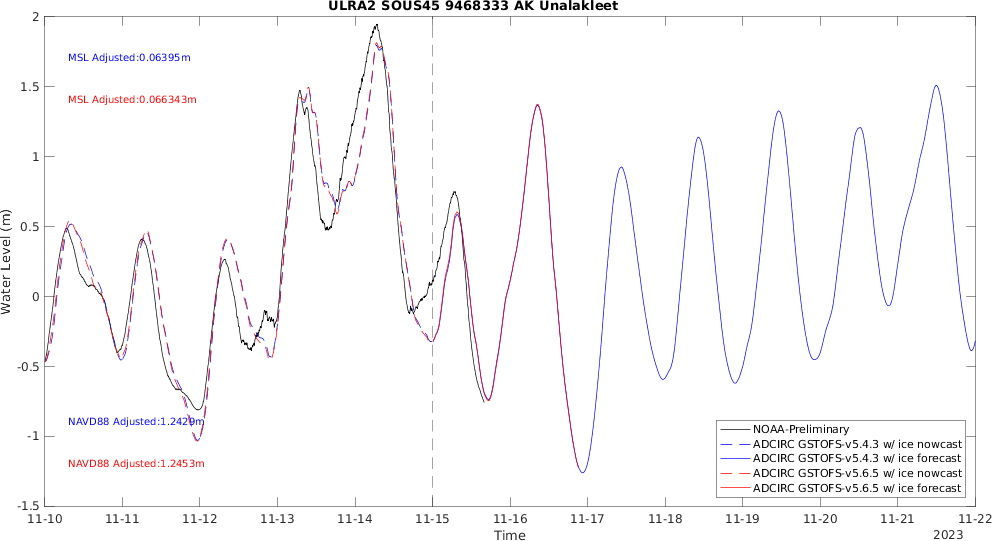 ULRA2 SOUS45 9468333 AK Unalakleet
2
1.5
1
0.5
0
-0.5
-1
-1.5
Water Level (m)
MSL Adjusted:0.06395m
MSL Adjusted:0.066343m
NAVD88 Adjusted:1.2429m
NAVD88 Adjusted:1.2453m
NOAA-Preliminary
ADCIRC GSTOFS-v5.4.3 w/ ice nowcast
ADCIRC GSTOFS-v5.4.3 w/ ice forecast
ADCIRC GSTOFS-v5.6.5 w/ ice nowcast
ADCIRC GSTOFS-v5.6.5 w/ ice forecast
11-10 11-11 11-12 11-13 11-14 11-15 11-16 11-17 11-18 11-19 11-20 11-21 11-22
Time
2023